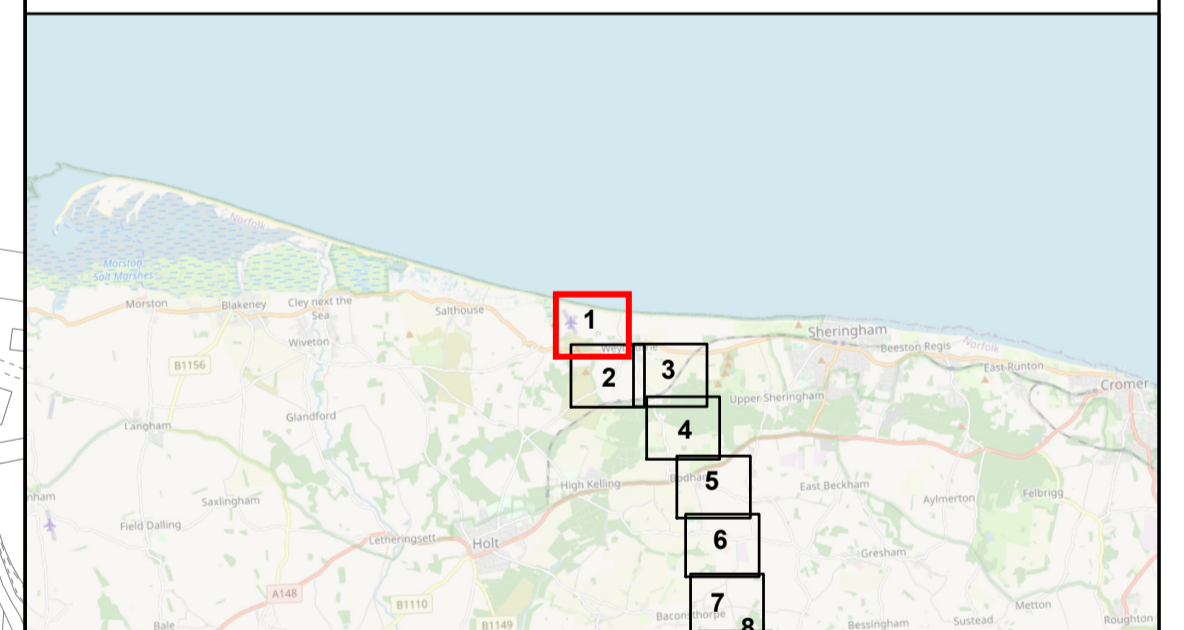 Norfolk
Morston
Salt Marshes
Morston
Blakeney
Cley next the
Sea
Salthouse
1
Sheringham
Wiveton
Beeston Regis
Norfolk
B1156
2
3
East Runton
Cromer
Upper Sheringham
Glandford
Langham
4
High Kelling
5
East Beckham
Saxlingham
Aylmerton
Felbrigg
Field Dalling
Letheringsett
Holt
6
Gresham
A148
B1110
7
Metton
Baconsthorpe
8
Bale
B1149
Bessingham
Sustead
Roughton